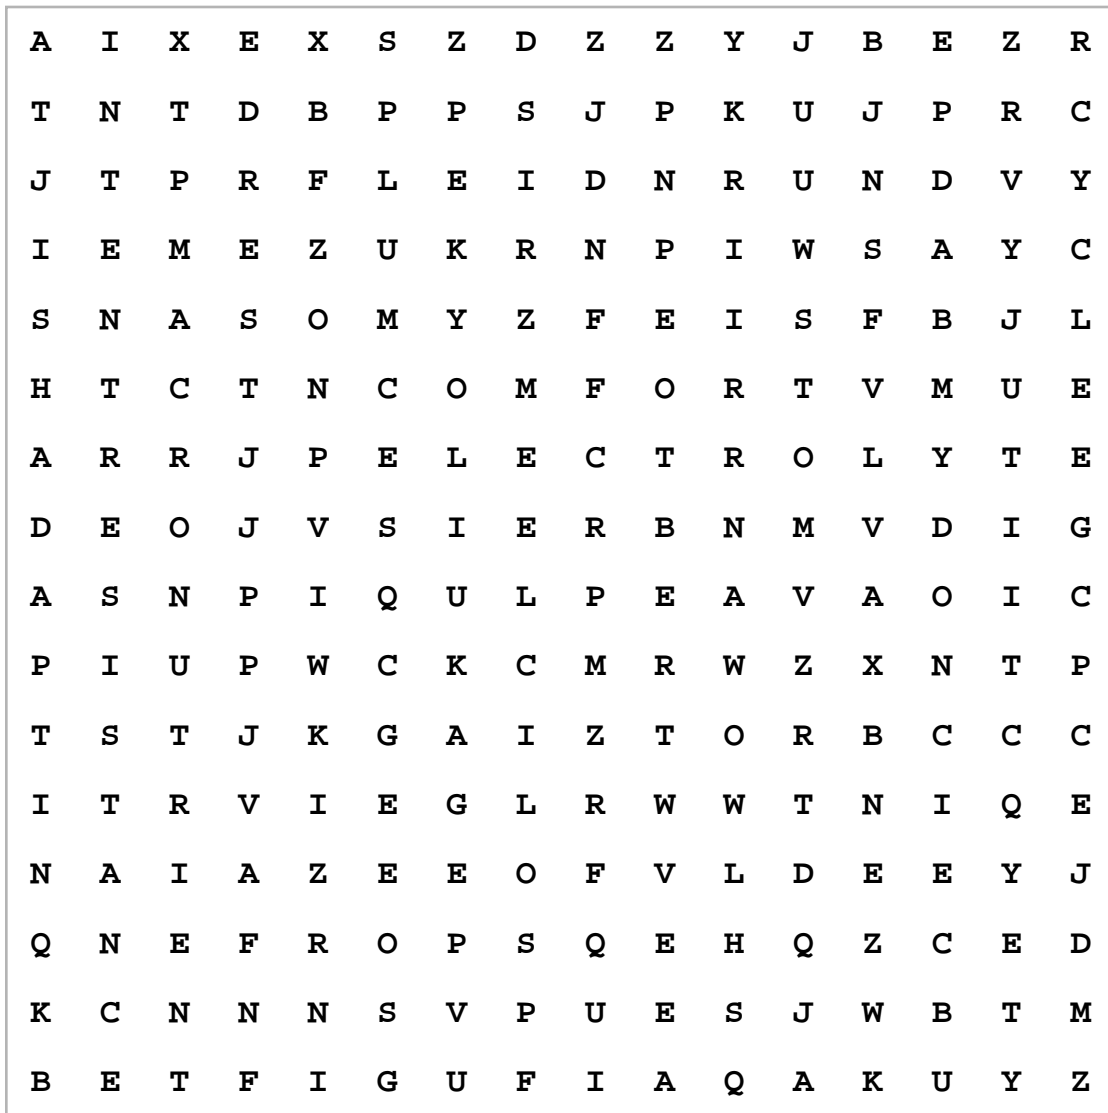 A I X E X S Z D Z Z Y J B E Z R
T N T D B P P S J P K U J P R C
J T P R F L E I D N R U N D V Y
I E M E Z U K R N P I W S A Y C
S N A S O M Y Z F E I S F B J L
H T C T N C O M F O R T V M U E
A R R J P E L E C T R O L Y T E
D E O J V S I E R B N M V D I G
A S N P I Q U L P E A V A O I C
P I U P W C K C M R W Z X N T P
T S T J K G A I Z T O R B C C C
I T R V I E G L R W W T N I Q E
N A I A Z E E O F V L D E E Y J
Q N E F R O P S Q E H Q Z C E D
K C N N N S V P U E S J W B T M
B E T F I G U F I A Q A K U Y Z